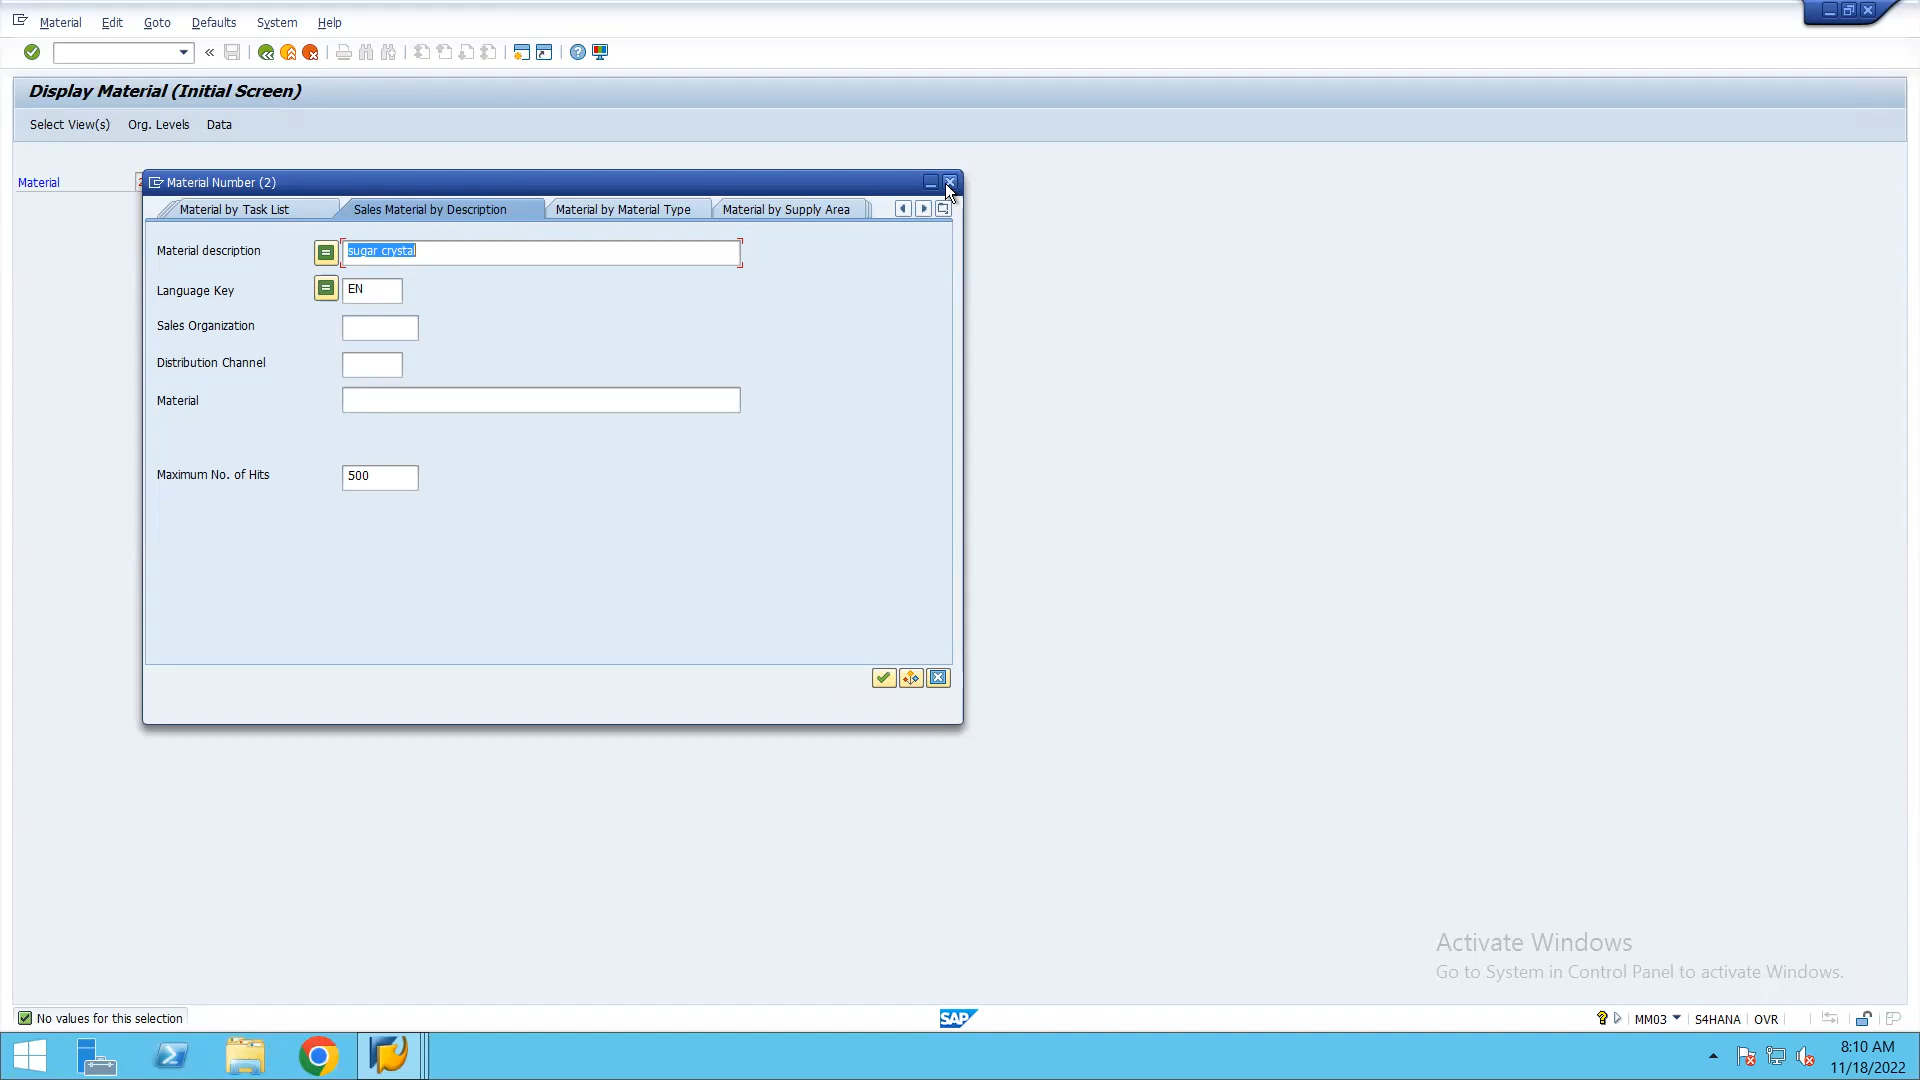 Material Edit Goto Defaults System Help
Display Material (Initial Screen)
Select View(s) Org. Levels Data
Material
Material Number (2)
Material by Task List Sales Material by Description Material by Material Type Material by Supply Area
Material description sugar crystal
Language Key EN
Sales Organization
Distribution Channel
Material
Maximum No. of Hits 500
Activate Windows
Go to System in Control Panel to activate Windows.
No values for this selection SAP MM03 S4HANA OVR
8:10 AM
11/18/2022